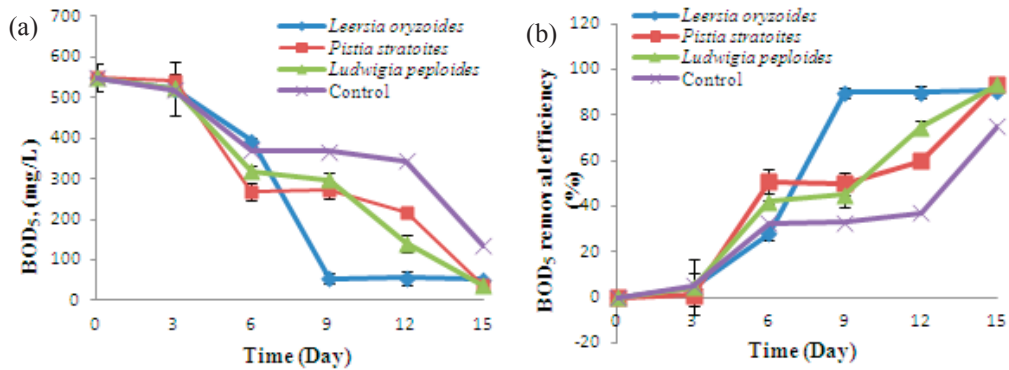 (a)
Leersia oryzoides
Pistia stratoites
Ludwigia peploides
Control
700
600
500
400
300
200
100
0
BOD5, (mg/L)
0 3 6 9 12 15
Time (Day)
(b)
Leersia oryzoides
Pistia stratoites
Ludwigia peploides
Control
120
100
80
60
40
20
0
-20
BOD5 removal efficiency
(%)
0 3 6 9 12 15
Time (Day)